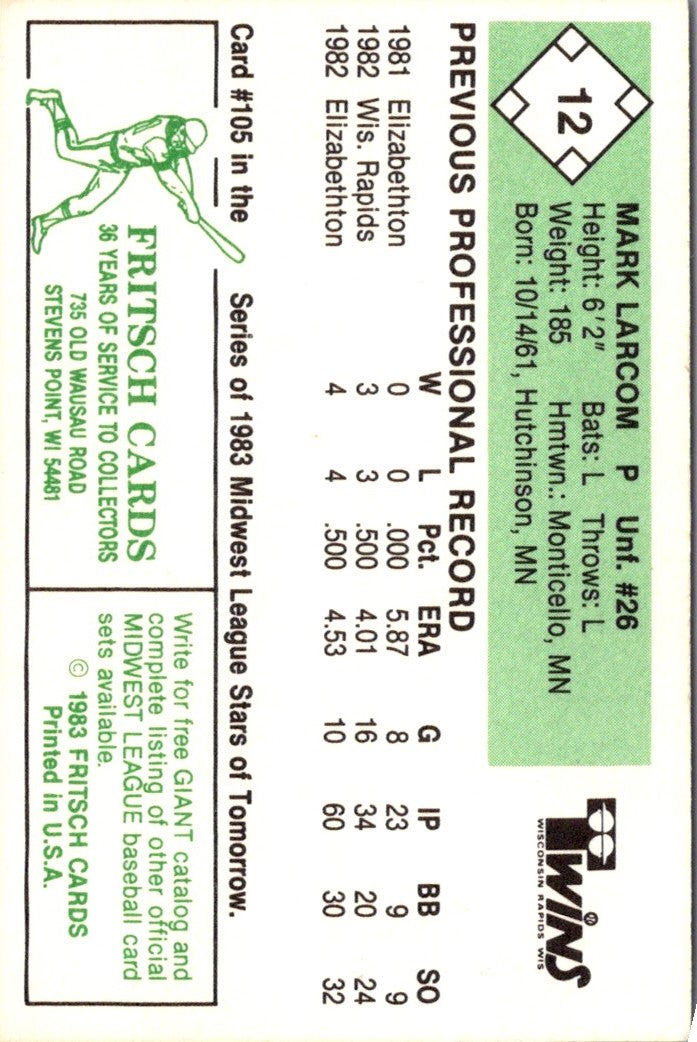 12
MARK LARCOM P Unf. #26
Height: 6'2" Bats: L Throws: L
Weight: 185 Hmtwn.: Monticello, MN
Born: 10/14/61, Hutchinson, MN
TWINS
WISCONSIN RAPIDS WIS
PREVIOUS PROFESSIONAL RECORD
W L Pct. ERA G IP BB SO
1981 Elizabethton 0 0 .000 5.87 8 23 9 9
1982 Wis. Rapids 3 3 .500 4.01 16 34 20 24
1982 Elizabethton 4 4 .500 4.53 10 60 30 32
Card #105 in the Series of 1983 Midwest League Stars of Tomorrow.
FRITSCH CARDS
36 YEARS OF SERVICE TO COLLECTORS
735 OLD WAUSAU ROAD
STEVENS POINT, WI 54481
Write for free GIANT catalog and
complete listing of other official
MIDWEST LEAGUE baseball card
sets available.
© 1983 FRITSCH CARDS
Printed in U.S.A.